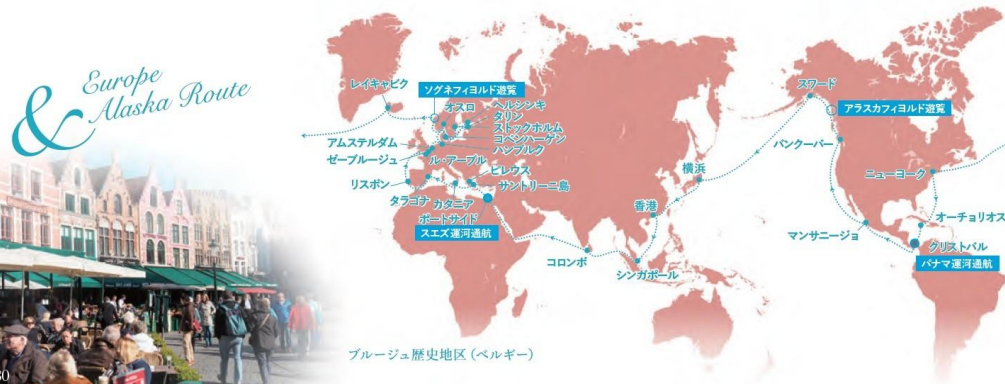 &
Europe
Alaska Route
レイキャビク
ソグネフィヨルド遊覧
オスロ
ヘルシンキ
タリン
ストックホルム
コペンハーゲン
ハンブルク
アムステルダム
ゼーブルージュ
ル・アーブル
ピレウス
リスボン
サントリーニ島
タラゴナ
カタニア
ポートサイド
スエズ運河通航
コロンボ
シンガポール
香港
横浜
スワード
アラスカフィヨルド遊覧
バンクーバー
ニューヨーク
オーチョリオス
マンサニージョ
クリストバル
パナマ運河通航
ブルージュ歴史地区（ベルギー）